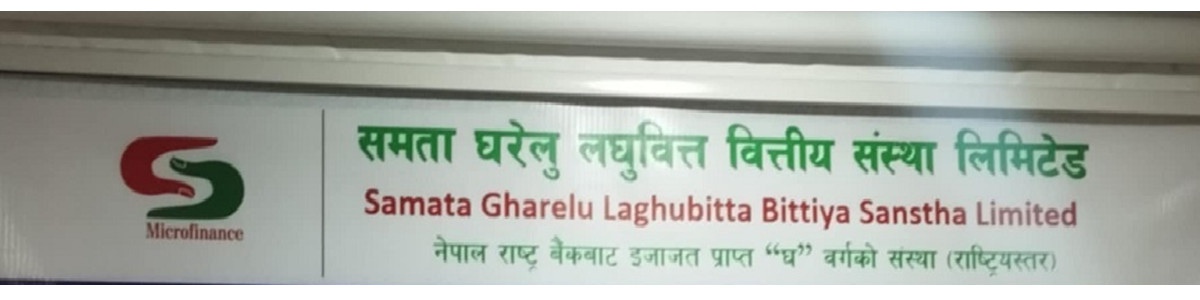 समता घरेलु लघुवित्त वित्तीय संस्था लिमिटेड
Samata Gharelu Laghubitta Bittiya Sanstha Limited
नेपाल राष्ट्र बैंकबाट इजाजत प्राप्त “घ” वर्गको संस्था (राष्ट्रियस्तर)
Microfinance